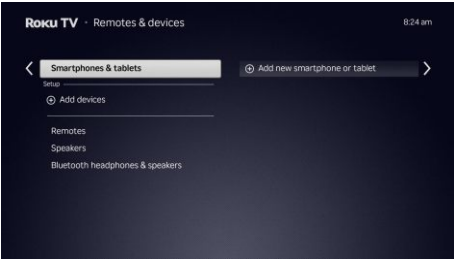 Roku TV · Remotes & devices
8:24 am
Smartphones & tablets
Add new smartphone or tablet
Setup
Add devices
Remotes
Speakers
Bluetooth headphones & speakers